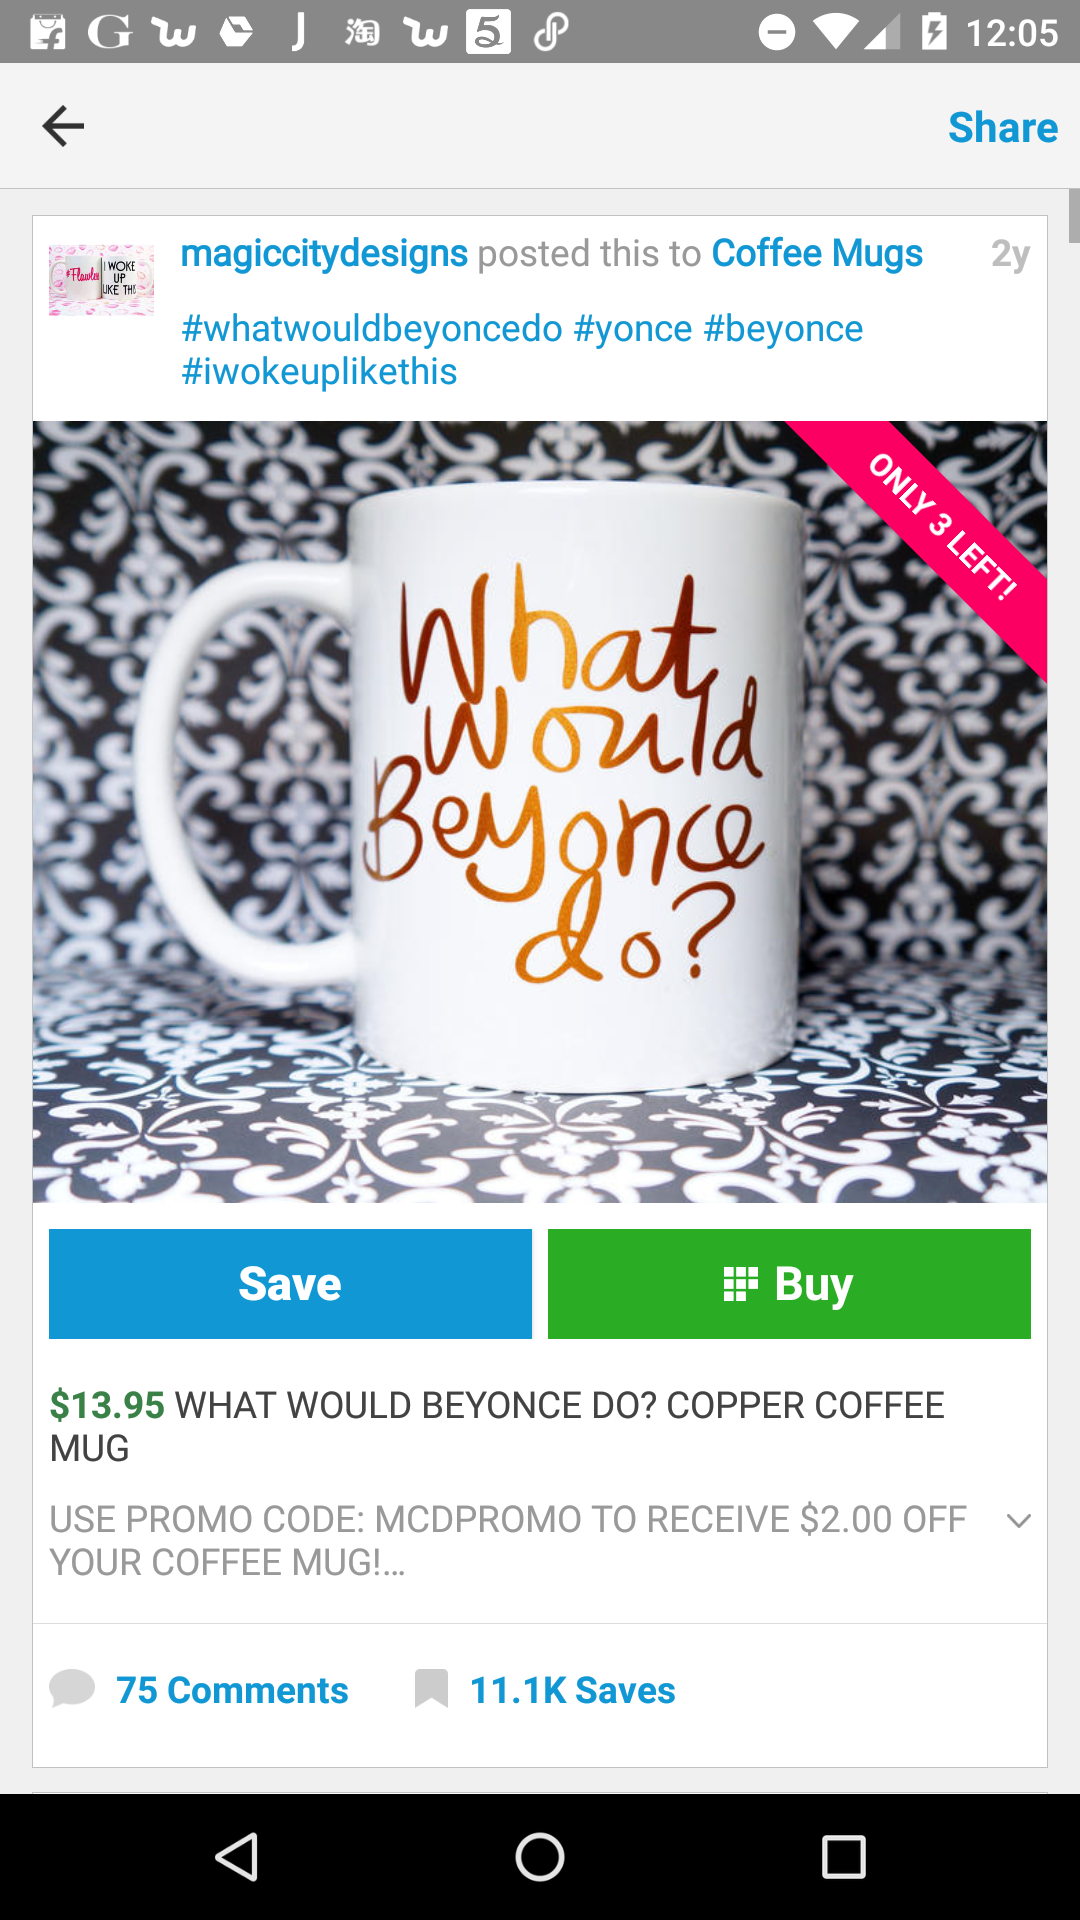 12:05
Share
magiccitydesigns posted this to Coffee Mugs 2y
#whatwouldbeyoncedo #yonce #beyonce
#iwokeuplikethis
#Flawless
I WOKE
UP
LIKE THIS
ONLY 3 LEFT!
What
Would
Beyonce
do?
Save
Buy
$13.95 WHAT WOULD BEYONCE DO? COPPER COFFEE
MUG
USE PROMO CODE: MCDPROMO TO RECEIVE $2.00 OFF
YOUR COFFEE MUG!...
75 Comments
11.1K Saves